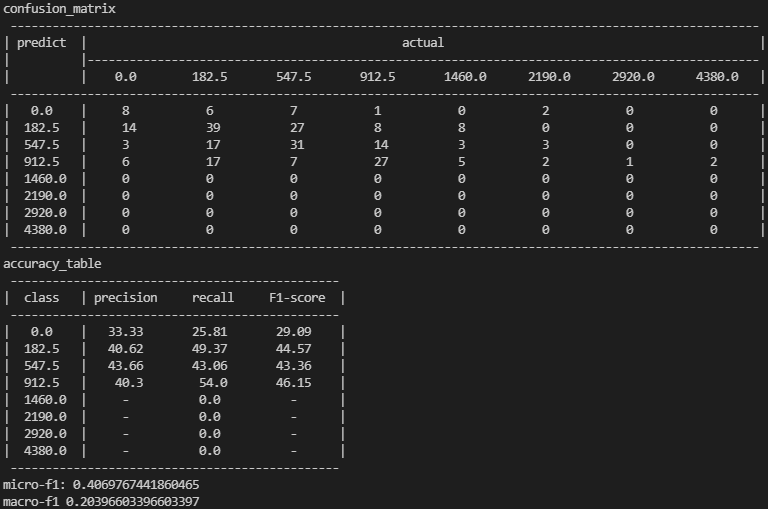 confusion_matrix
---------------------------------------------------------------------------------------------
| predict | actual |
| |------------------------------------------------------------------------------------
| | 0.0 182.5 547.5 912.5 1460.0 2190.0 2920.0 4380.0 |
---------------------------------------------------------------------------------------------
| 0.0 | 8 6 7 1 0 2 0 0 |
| 182.5 | 14 39 27 8 8 0 0 0 |
| 547.5 | 3 17 31 14 3 3 0 0 |
| 912.5 | 6 17 7 27 5 2 1 2 |
| 1460.0 | 0 0 0 0 0 0 0 0 |
| 2190.0 | 0 0 0 0 0 0 0 0 |
| 2920.0 | 0 0 0 0 0 0 0 0 |
| 4380.0 | 0 0 0 0 0 0 0 0 |
---------------------------------------------------------------------------------------------
accuracy_table
-----------------------------------------
| class | precision recall F1-score |
-----------------------------------------
| 0.0 | 33.33 25.81 29.09 |
| 182.5 | 40.62 49.37 44.57 |
| 547.5 | 43.66 43.06 43.36 |
| 912.5 | 40.3 54.0 46.15 |
| 1460.0 | - 0.0 - |
| 2190.0 | - 0.0 - |
| 2920.0 | - 0.0 - |
| 4380.0 | - 0.0 - |
-----------------------------------------
micro-f1: 0.4069767441860465
macro-f1 0.20396603396603397